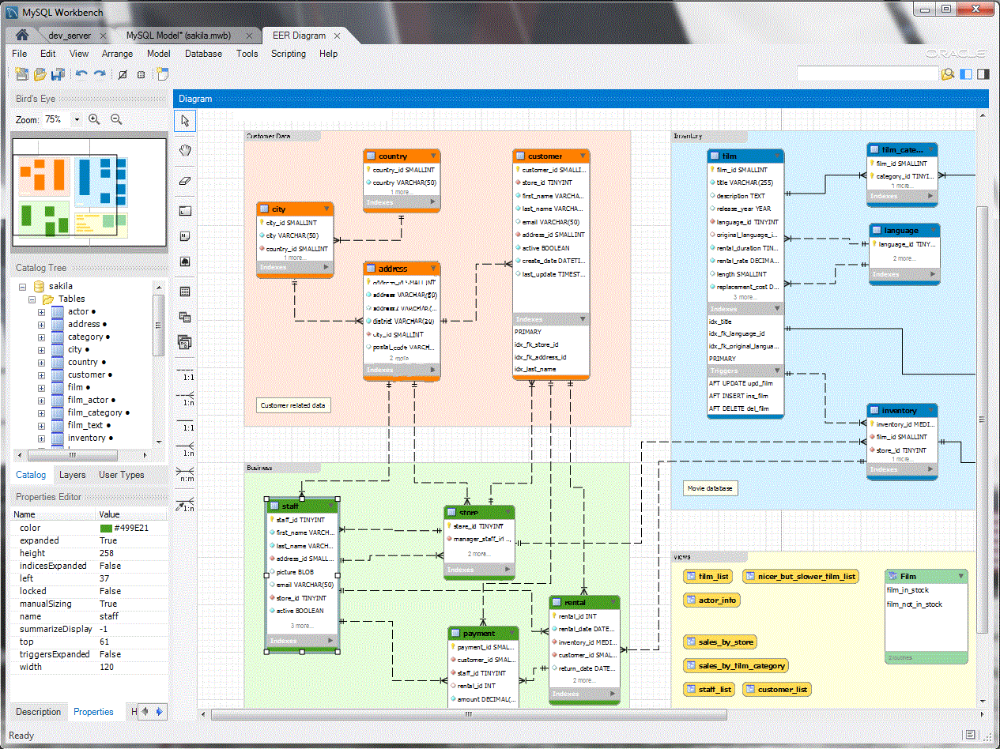 MySQL Workbench
dev_server
MySQL Model* (sakila.mwb)
EER Diagram
File Edit View Arrange Model Database Tools Scripting Help
ORACLE
Bird's Eye
Zoom: 75%
Catalog Tree
sakila
Tables
actor
address
category
city
country
customer
film
film_actor
film_category
film_text
inventory
Catalog Layers User Types
Properties Editor
Name Value
color #499E21
expanded True
height 258
indicesExpanded False
left 37
locked False
manualSizing True
name staff
summarizeDisplay -1
top 61
triggersExpanded False
width 120
Description Properties H
Ready
Diagram
1:1
1:n
1:1
1:n
n:m
1:n
Customer Data
country
country_id SMALLINT
country VARCHAR(50)
1 more...
Indexes
city
city_id SMALLINT
city VARCHAR(50)
country_id SMALLINT
1 more...
Indexes
address
address_id SMALLINT
address VARCHAR(50)
address2 VARCHAR(...
district VARCHAR(20)
city_id SMALLINT
postal_code VARCH...
2 more...
Indexes
customer
customer_id SMALLI...
store_id TINYINT
first_name VARCHA...
last_name VARCHA...
email VARCHAR(50)
address_id SMALLINT
active BOOLEAN
create_date DATETI...
last_update TIMEST...
Indexes
PRIMARY
idx_fk_store_id
idx_fk_address_id
idx_last_name
Customer related data
Inventory
film
film_id SMALLINT
title VARCHAR(255)
description TEXT
release_year YEAR
language_id TINYINT
original_language_i...
rental_duration TIN...
rental_rate DECIMA...
length SMALLINT
replacement_cost D...
3 more...
Indexes
idx_title
idx_fk_language_id
idx_fk_original_langua...
PRIMARY
Triggers
AFT UPDATE upd_film
AFT INSERT ins_film
AFT DELETE del_film
film_cate...
film_id SMALLINT
category_id TINYI...
1 more...
Indexes
language
language_id TINY...
2 more...
Indexes
inventory
inventory_id MEDI...
film_id SMALLINT
store_id TINYINT
1 more...
Indexes
Movie database
Business
staff
staff_id TINYINT
first_name VARCH...
last_name VARCH...
address_id SMALL...
picture BLOB
email VARCHAR(50)
store_id TINYINT
active BOOLEAN
3 more...
Indexes
store
store_id TINYINT
manager_staff_id ...
2 more...
Indexes
payment
payment_id SMAL...
customer_id SMAL...
staff_id TINYINT
rental_id INT
amount DECIMAL(...
rental
rental_id INT
rental_date DATE...
inventory_id MEDI...
customer_id SMAL...
return_date DATE...
2 more...
Indexes
views
film_list
nicer_but_slower_film_list
actor_info
sales_by_store
sales_by_film_category
staff_list
customer_list
Film
film_in_stock
film_not_in_stock
2 routines